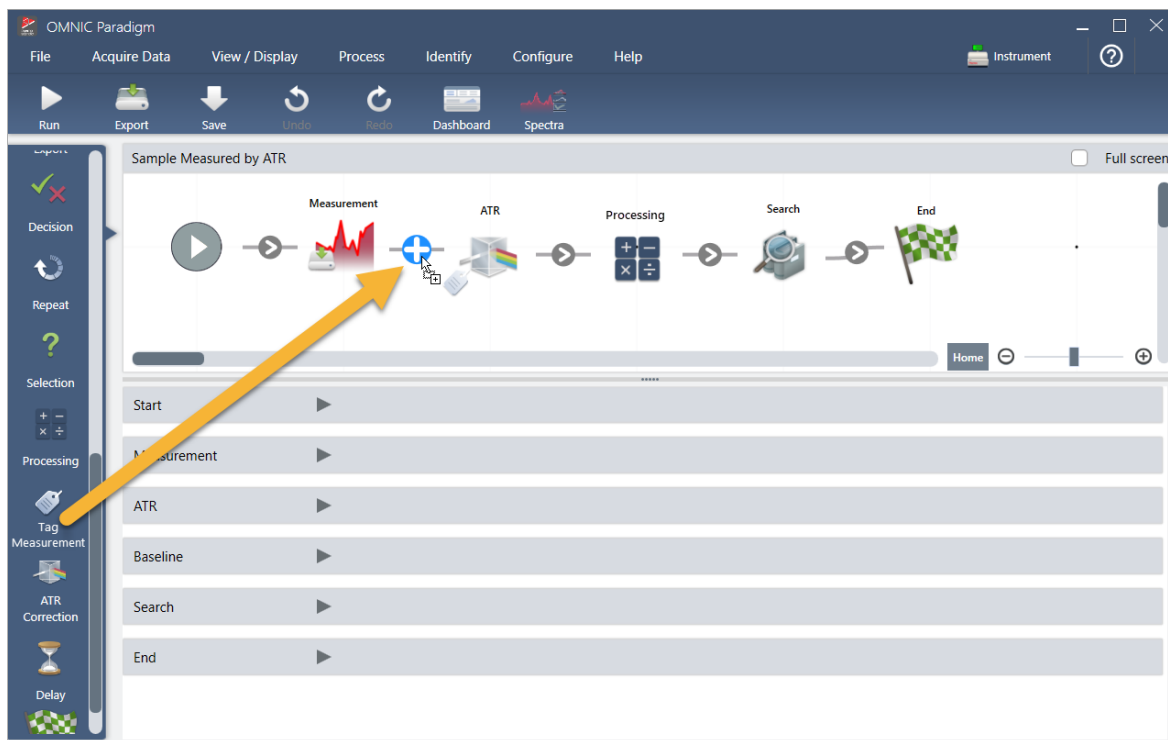 OMNIC Paradigm
File Acquire Data View / Display Process Identify Configure Help Instrument
Run Export Save Undo Redo Dashboard Spectra
Export
Sample Measured by ATR Full screen
Decision
Repeat
Selection
Processing
Tag
Measurement
ATR
Correction
Delay
Measurement ATR Processing Search End
Home
Start
Measurement
ATR
Baseline
Search
End